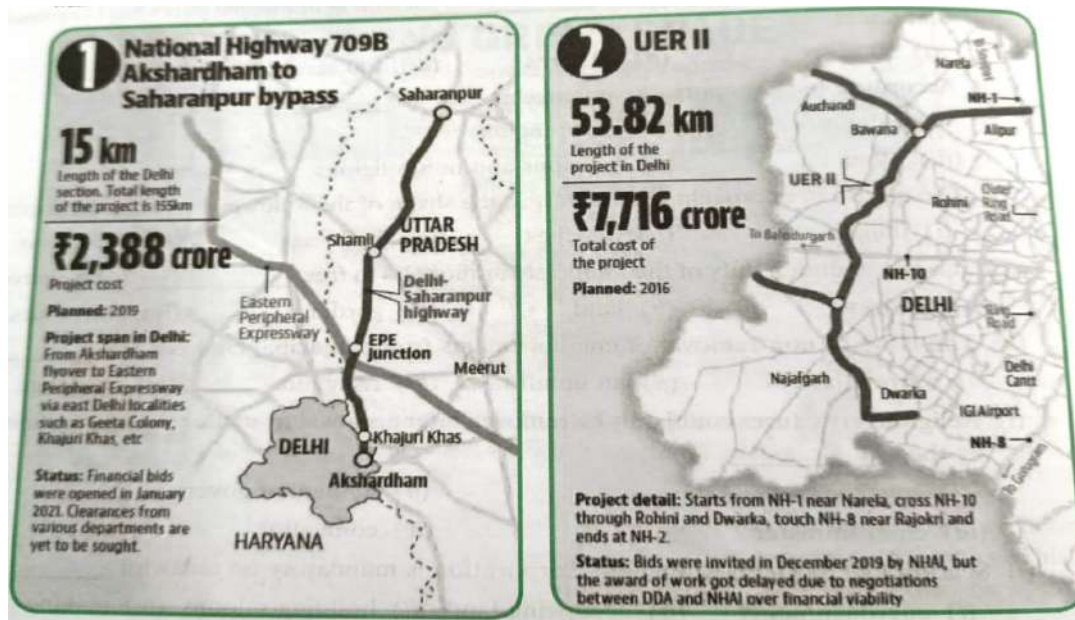 1
National Highway 709B
Akshardham to
Saharanpur bypass
15 km
Length of the Delhi
section. Total length
of the project is 155km
₹2,388 crore
Project cost
Planned: 2019
Project span in Delhi:
From Akshardham
flyover to Eastern
Peripheral Expressway
via east Delhi localities
such as Geeta Colony,
Khajuri Khas, etc
Status: Financial bids
were opened in January
2021. Clearances from
various departments are
yet to be sought.
Saharanpur
UTTAR
PRADESH
Shamli
Delhi-
Saharanpur
highway
Eastern
Peripheral
Expressway
EPE
Junction
Meerut
DELHI
Khajuri Khas
Akshardham
HARYANA
2
UER II
53.82 km
Length of the
project in Delhi
₹7,716 crore
Total cost of
the project
Planned: 2016
Narela
Auchandi
NH-1
Bawana
Alipur
UER II
Rohini
Outer
Ring
Road
To Bahadurgarh
NH-10
DELHI
Ring
Road
Najafgarh
Delhi
Cantt
Dwarka
IGI Airport
NH-8
To Gurugram
Project detail: Starts from NH-1 near Narela, cross NH-10
through Rohini and Dwarka, touch NH-8 near Rajokri and
ends at NH-2.
Status: Bids were invited in December 2019 by NHAI, but
the award of work got delayed due to negotiations
between DDA and NHAI over financial viability